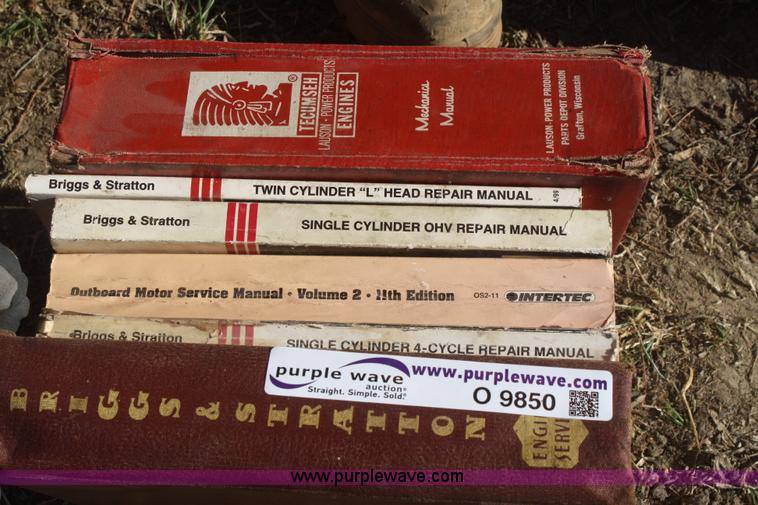 TECUMSEH
LAUSON • POWER PRODUCTS
ENGINES
Mechanics
Manual
LAUSON-POWER PRODUCTS
PARTS DEPOT DIVISION
Grafton, Wisconsin
®
Briggs & Stratton
TWIN CYLINDER "L" HEAD REPAIR MANUAL
4/99
Briggs & Stratton
SINGLE CYLINDER OHV REPAIR MANUAL
Outboard Motor Service Manual • Volume 2 • 11th Edition
OS2-11
INTERTEC
Briggs & Stratton
SINGLE CYLINDER 4-CYCLE REPAIR MANUAL
purple wave
auction®
Straight. Simple. Sold.®
www.purplewave.com
O 9850
BRIGGS & STRATTON
www.purplewave.com